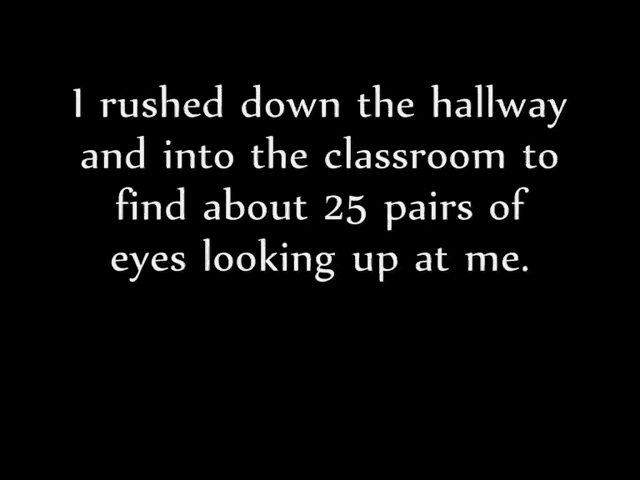 I rushed down the hallway
and into the classroom to
find about 25 pairs of
eyes looking up at me.